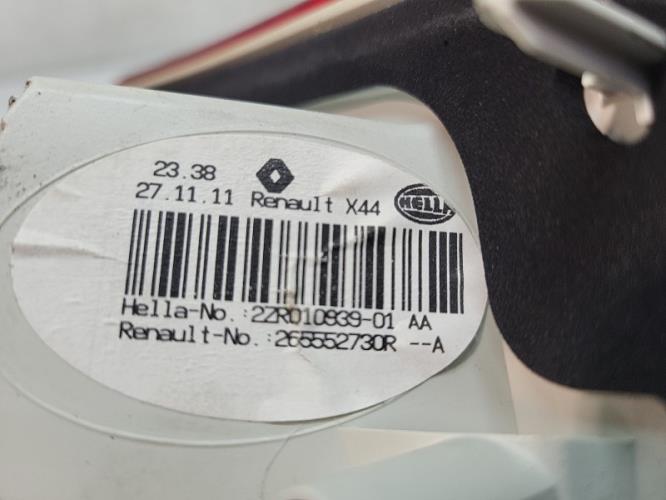 23.38
27.11.11 Renault X44 HELLA
Hella-No.:2ZR010939-01 AA
Renault-No.:265552730R --A